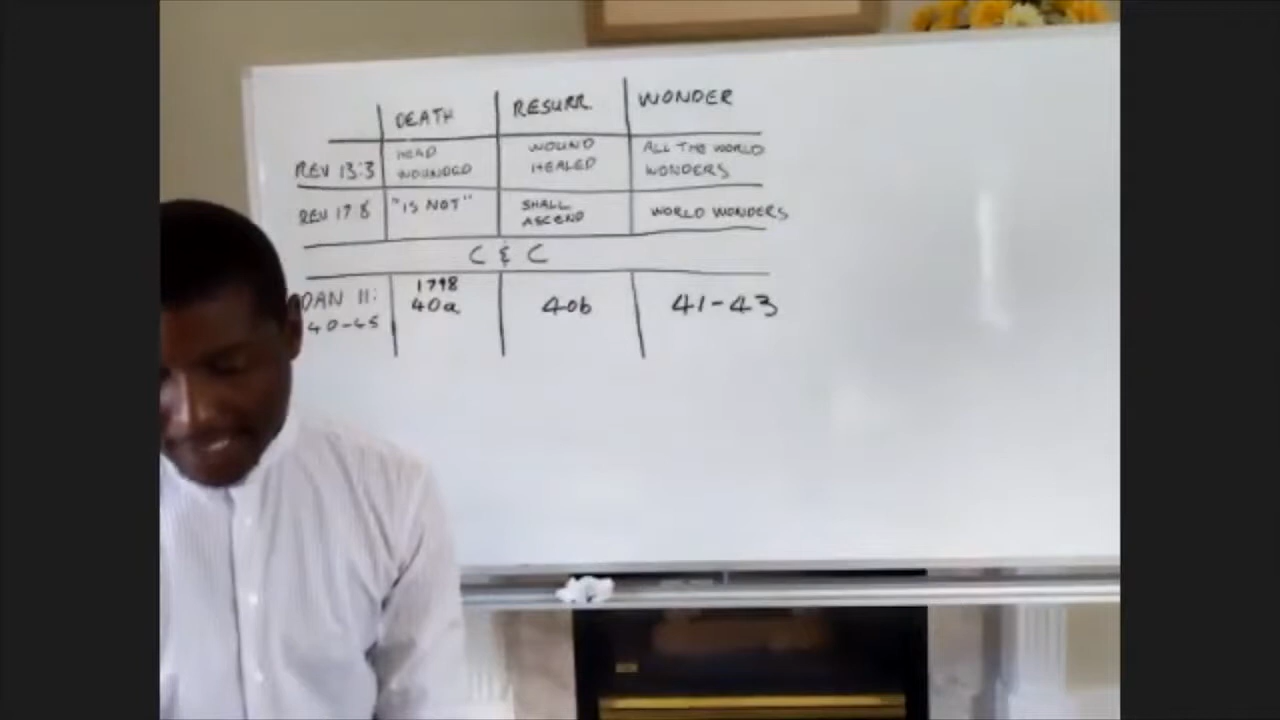 DEATH RESURR WONDER
REV 13:3 HEAD WOUNDED WOUND HEALED ALL THE WORLD WONDERS
REV 17 8 "IS NOT" SHALL ASCEND WORLD WONDERS
C & C
DAN 11: 40-45 1798 40a 40b 41-43